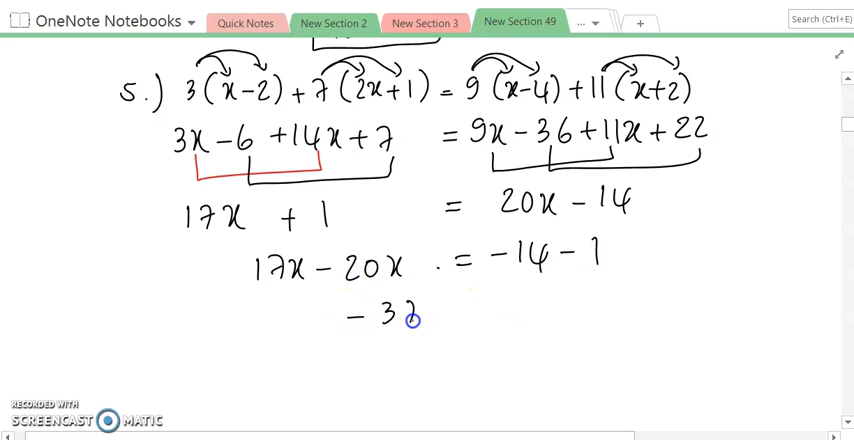 OneNote Notebooks Quick Notes New Section 2 New Section 3 New Section 49 ... + Search (Ctrl+E)
5.) 3(x-2) + 7(2x+1) = 9(x-4) + 11(x+2)
3x - 6 + 14x + 7 = 9x - 36 + 11x + 22
17x + 1 = 20x - 14
17x - 20x = -14 - 1
- 3
RECORDED WITH
SCREENCAST MATIC